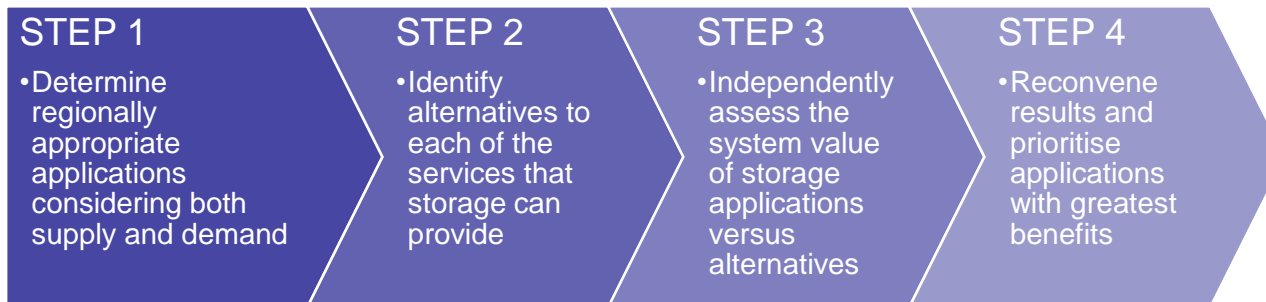 STEP 1
•Determine
regionally
appropriate
applications
considering both
supply and demand
STEP 2
•Identify
alternatives to
each of the
services that
storage can
provide
STEP 3
•Independently
assess the
system value
of storage
applications
versus
alternatives
STEP 4
•Reconvene
results and
prioritise
applications
with greatest
benefits